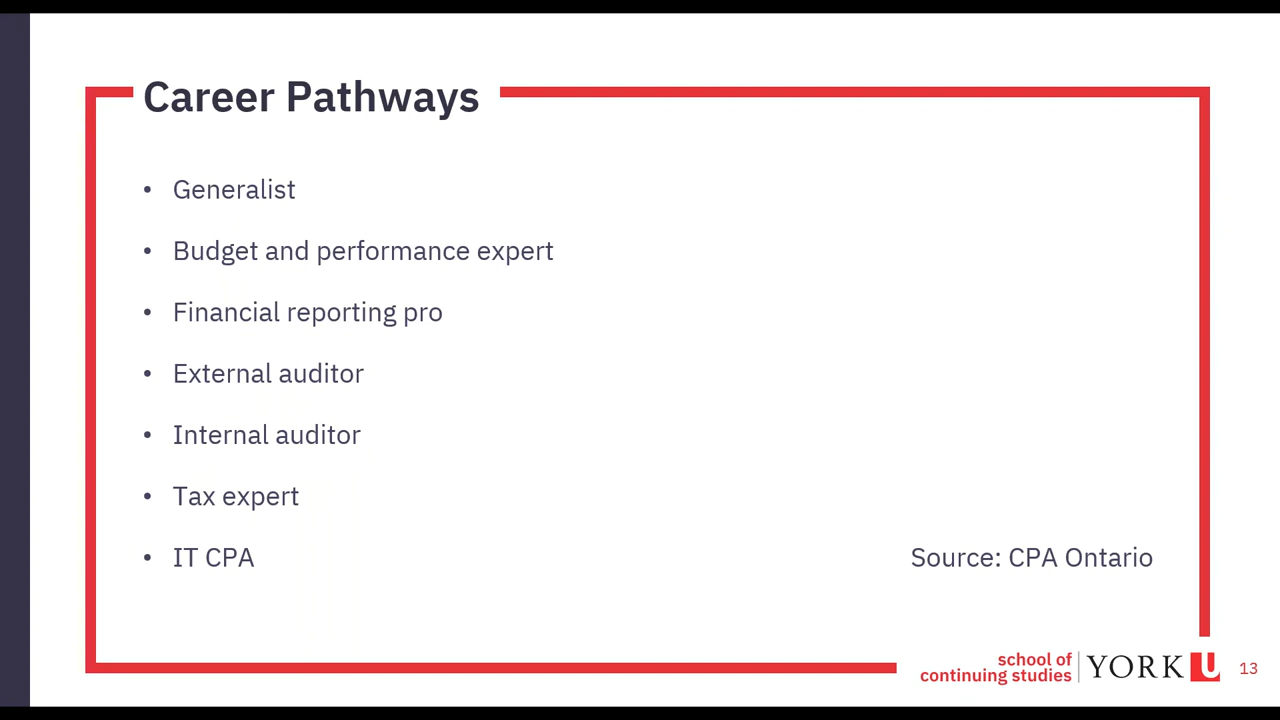 Career Pathways
• Generalist
• Budget and performance expert
• Financial reporting pro
• External auditor
• Internal auditor
• Tax expert
• IT CPA
Source: CPA Ontario
school of
continuing studies
YORK U
13